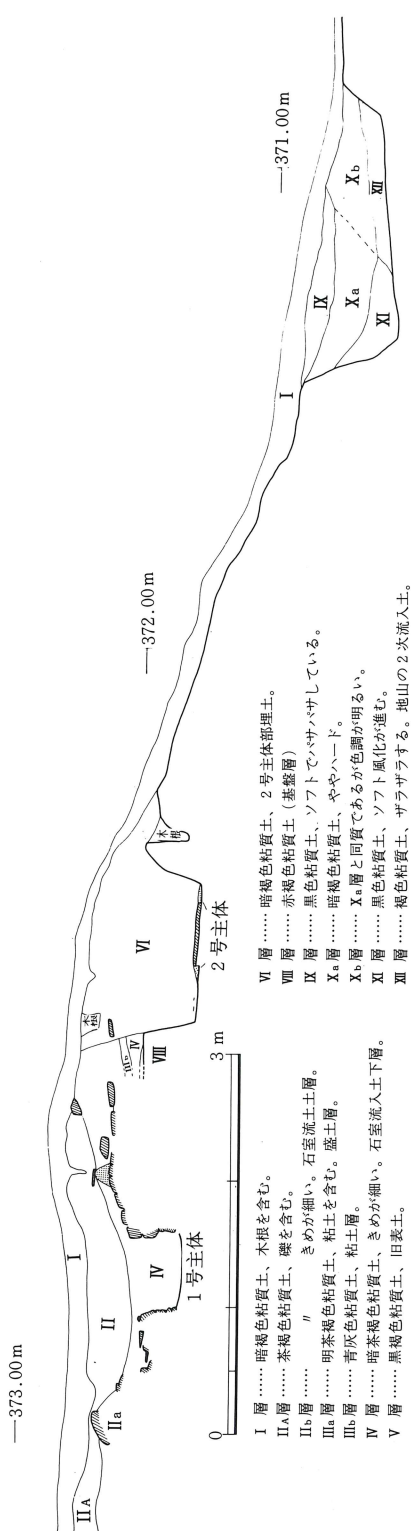 373.00m
372.00m
371.00m
I
I
II
IIA
IIa
IV
1号主体
木根
IIIb
IV
VIII
VI
木根
2号主体
IX
Xa
Xb
XI
XII
0
3 m
I 層……暗褐色粘質土、木根を含む。
IIA層……茶褐色粘質土、礫を含む。
IIb層……　〃　きめが細い。石室流土土層。
IIIa層……明茶褐色粘質土、粘土を含む。盛土層。
IIIb層……青灰色粘質土、粘土層。
IV 層……暗茶褐色粘質土、きめが細い。石室流入土下層。
V 層……黒褐色粘質土、旧表土。
VI 層……暗褐色粘質土、2号主体部埋土。
VIII 層……赤褐色粘質土（基盤層）
IX 層……黒色粘質土、ソフトでパサパサしている。
Xa層……暗褐色粘質土、ややハード。
Xb層……Xa層と同質であるが色調が明るい。
XI 層……黒色粘質土、ソフト風化が進む。
XII 層……褐色粘質土、ザラザラする。地山の2次流入土。